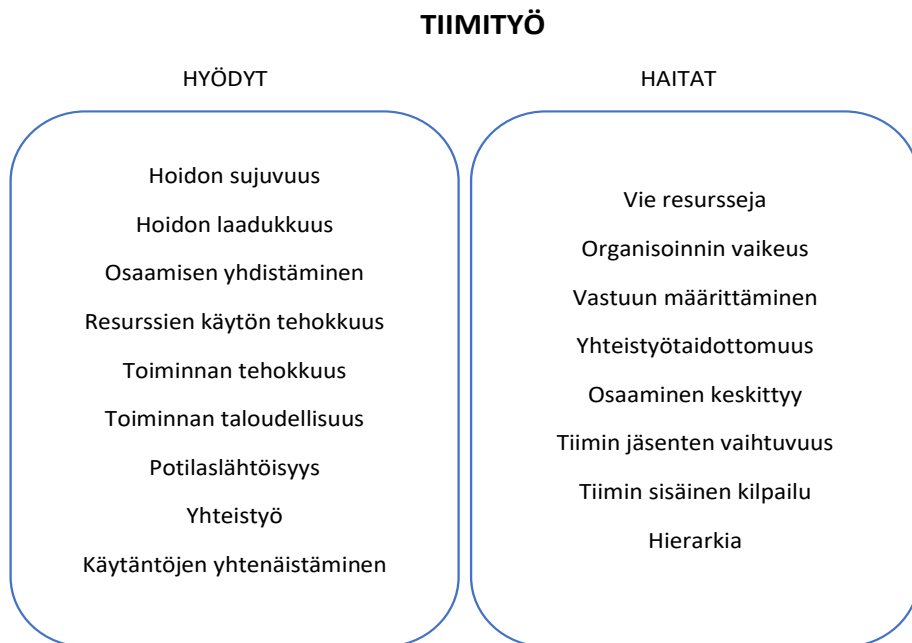 TIIMITYÖ
HYÖDYT
Hoidon sujuvuus
Hoidon laadukkuus
Osaamisen yhdistäminen
Resurssien käytön tehokkuus
Toiminnan tehokkuus
Toiminnan taloudellisuus
Potilaslähtöisyys
Yhteistyö
Käytäntöjen yhtenäistäminen
HAITAT
Vie resursseja
Organisoinnin vaikeus
Vastuun määrittäminen
Yhteistyötaidottomuus
Osaaminen keskittyy
Tiimin jäsenten vaihtuvuus
Tiimin sisäinen kilpailu
Hierarkia